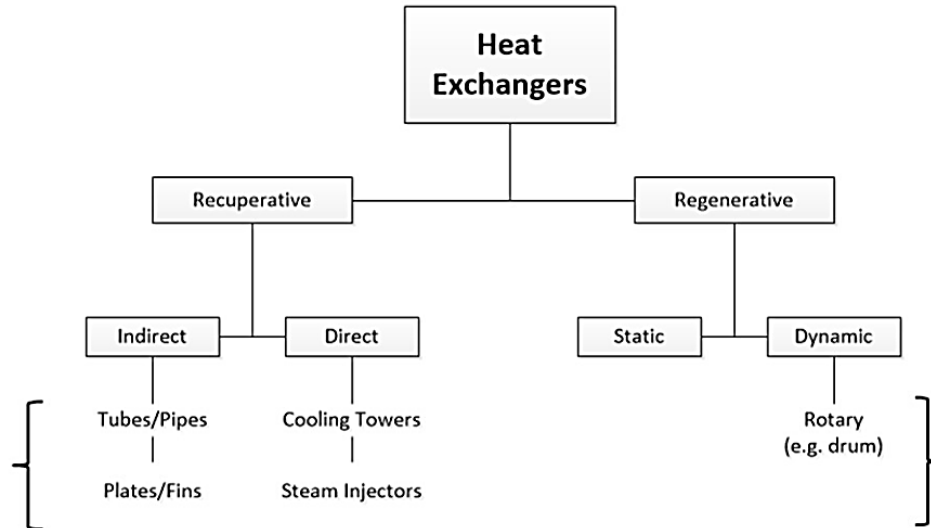 Heat
Exchangers
Recuperative
Regenerative
Indirect
Direct
Static
Dynamic
Tubes/Pipes
Cooling Towers
Rotary
(e.g. drum)
Plates/Fins
Steam Injectors